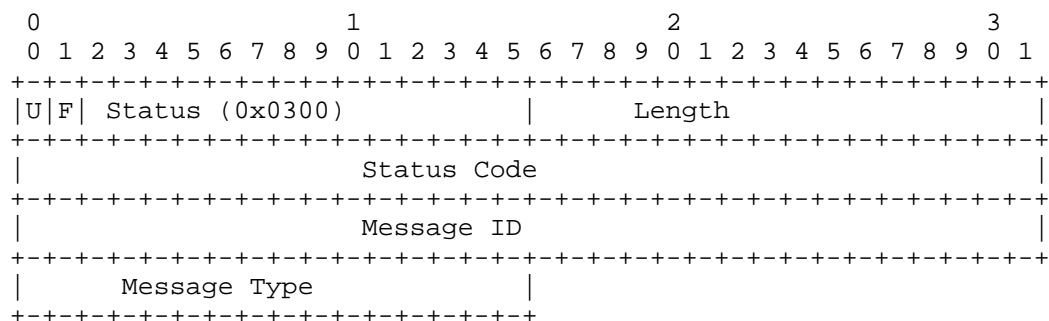 0                   1                   2                   3
 0 1 2 3 4 5 6 7 8 9 0 1 2 3 4 5 6 7 8 9 0 1 2 3 4 5 6 7 8 9 0 1
+-+-+-+-+-+-+-+-+-+-+-+-+-+-+-+-+-+-+-+-+-+-+-+-+-+-+-+-+-+-+-+-+
|U|F| Status (0x0300)           |      Length                   |
+-+-+-+-+-+-+-+-+-+-+-+-+-+-+-+-+-+-+-+-+-+-+-+-+-+-+-+-+-+-+-+-+
|                     Status Code                               |
+-+-+-+-+-+-+-+-+-+-+-+-+-+-+-+-+-+-+-+-+-+-+-+-+-+-+-+-+-+-+-+-+
|                     Message ID                                |
+-+-+-+-+-+-+-+-+-+-+-+-+-+-+-+-+-+-+-+-+-+-+-+-+-+-+-+-+-+-+-+-+
|      Message Type             |
+-+-+-+-+-+-+-+-+-+-+-+-+-+-+-+-+